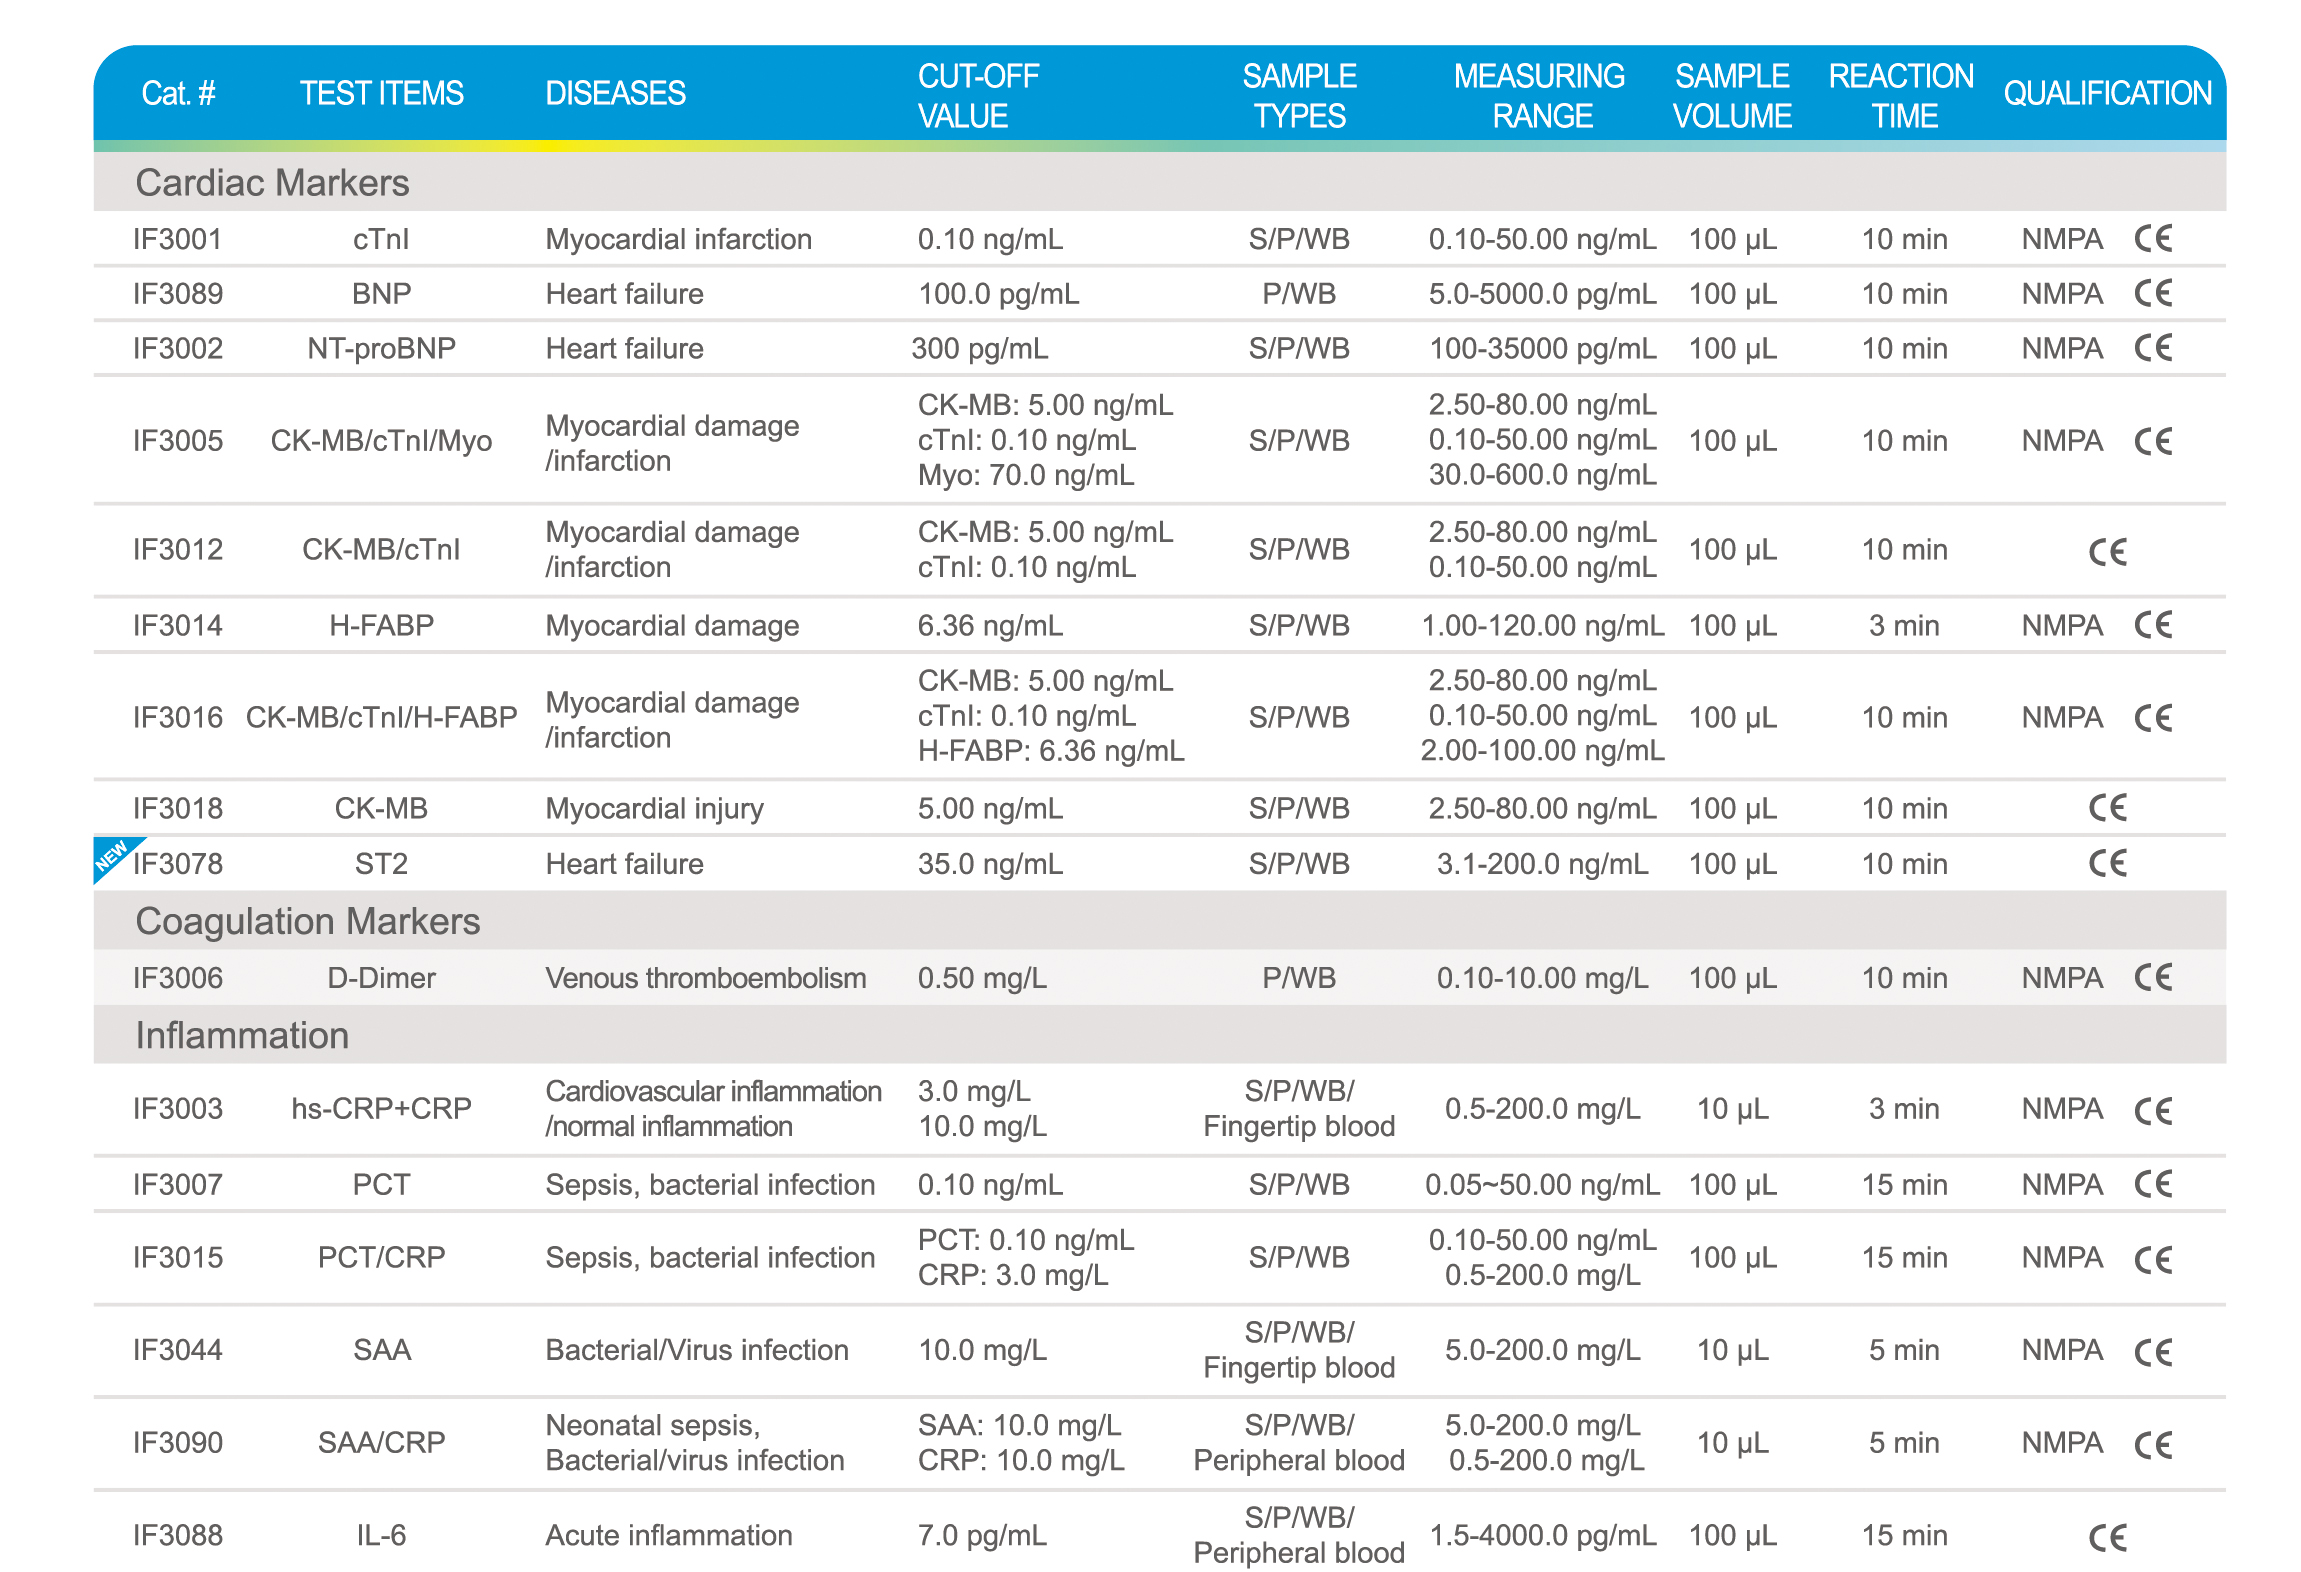 Cat. # TEST ITEMS DISEASES CUT-OFF VALUE SAMPLE TYPES MEASURING RANGE SAMPLE VOLUME REACTION TIME QUALIFICATION
Cardiac Markers
IF3001 cTnI Myocardial infarction 0.10 ng/mL S/P/WB 0.10-50.00 ng/mL 100 µL 10 min NMPA CE
IF3089 BNP Heart failure 100.0 pg/mL P/WB 5.0-5000.0 pg/mL 100 µL 10 min NMPA CE
IF3002 NT-proBNP Heart failure 300 pg/mL S/P/WB 100-35000 pg/mL 100 µL 10 min NMPA CE
IF3005 CK-MB/cTnI/Myo Myocardial damage /infarction CK-MB: 5.00 ng/mL cTnI: 0.10 ng/mL Myo: 70.0 ng/mL S/P/WB 2.50-80.00 ng/mL 0.10-50.00 ng/mL 30.0-600.0 ng/mL 100 µL 10 min NMPA CE
IF3012 CK-MB/cTnI Myocardial damage /infarction CK-MB: 5.00 ng/mL cTnI: 0.10 ng/mL S/P/WB 2.50-80.00 ng/mL 0.10-50.00 ng/mL 100 µL 10 min CE
IF3014 H-FABP Myocardial damage 6.36 ng/mL S/P/WB 1.00-120.00 ng/mL 100 µL 3 min NMPA CE
IF3016 CK-MB/cTnI/H-FABP Myocardial damage /infarction CK-MB: 5.00 ng/mL cTnI: 0.10 ng/mL H-FABP: 6.36 ng/mL S/P/WB 2.50-80.00 ng/mL 0.10-50.00 ng/mL 2.00-100.00 ng/mL 100 µL 10 min NMPA CE
IF3018 CK-MB Myocardial injury 5.00 ng/mL S/P/WB 2.50-80.00 ng/mL 100 µL 10 min CE
NEW IF3078 ST2 Heart failure 35.0 ng/mL S/P/WB 3.1-200.0 ng/mL 100 µL 10 min CE
Coagulation Markers
IF3006 D-Dimer Venous thromboembolism 0.50 mg/L P/WB 0.10-10.00 mg/L 100 µL 10 min NMPA CE
Inflammation
IF3003 hs-CRP+CRP Cardiovascular inflammation /normal inflammation 3.0 mg/L 10.0 mg/L S/P/WB/ Fingertip blood 0.5-200.0 mg/L 10 µL 3 min NMPA CE
IF3007 PCT Sepsis, bacterial infection 0.10 ng/mL S/P/WB 0.05~50.00 ng/mL 100 µL 15 min NMPA CE
IF3015 PCT/CRP Sepsis, bacterial infection PCT: 0.10 ng/mL CRP: 3.0 mg/L S/P/WB 0.10-50.00 ng/mL 0.5-200.0 mg/L 100 µL 15 min NMPA CE
IF3044 SAA Bacterial/Virus infection 10.0 mg/L S/P/WB/ Fingertip blood 5.0-200.0 mg/L 10 µL 5 min NMPA CE
IF3090 SAA/CRP Neonatal sepsis, Bacterial/virus infection SAA: 10.0 mg/L CRP: 10.0 mg/L S/P/WB/ Peripheral blood 5.0-200.0 mg/L 0.5-200.0 mg/L 10 µL 5 min NMPA CE
IF3088 IL-6 Acute inflammation 7.0 pg/mL S/P/WB/ Peripheral blood 1.5-4000.0 pg/mL 100 µL 15 min CE